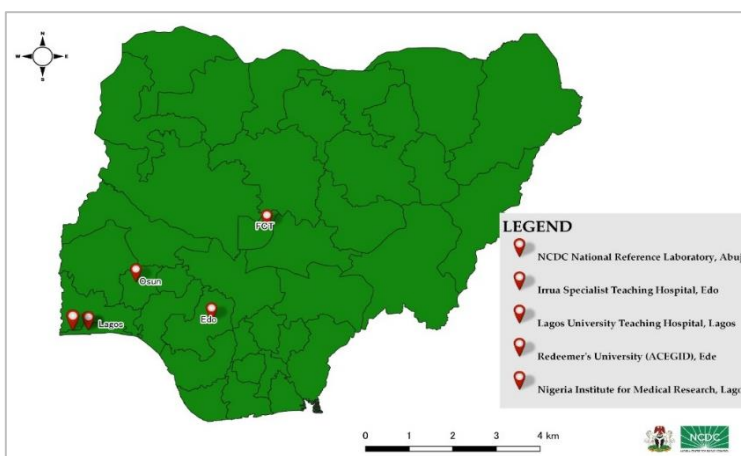 N
W
E
S
FCT
Osun
Lagos
Edo
LEGEND
NCDC National Reference Laboratory, Abuj
Irrua Specialist Teaching Hospital, Edo
Lagos University Teaching Hospital, Lagos
Redeemer's University (ACEGID), Ede
Nigeria Institute for Medical Research, Lago
0 1 2 3 4 km
NCDC